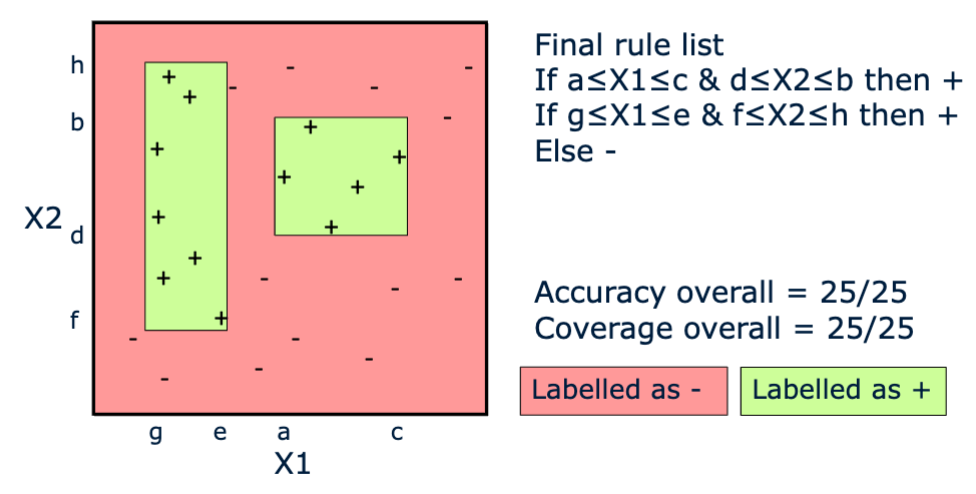 Final rule list
If a≤X1≤c & d≤X2≤b then +
If g≤X1≤e & f≤X2≤h then +
Else -
h
b
X2
d
f
g e a c
X1
Accuracy overall = 25/25
Coverage overall = 25/25
Labelled as -
Labelled as +